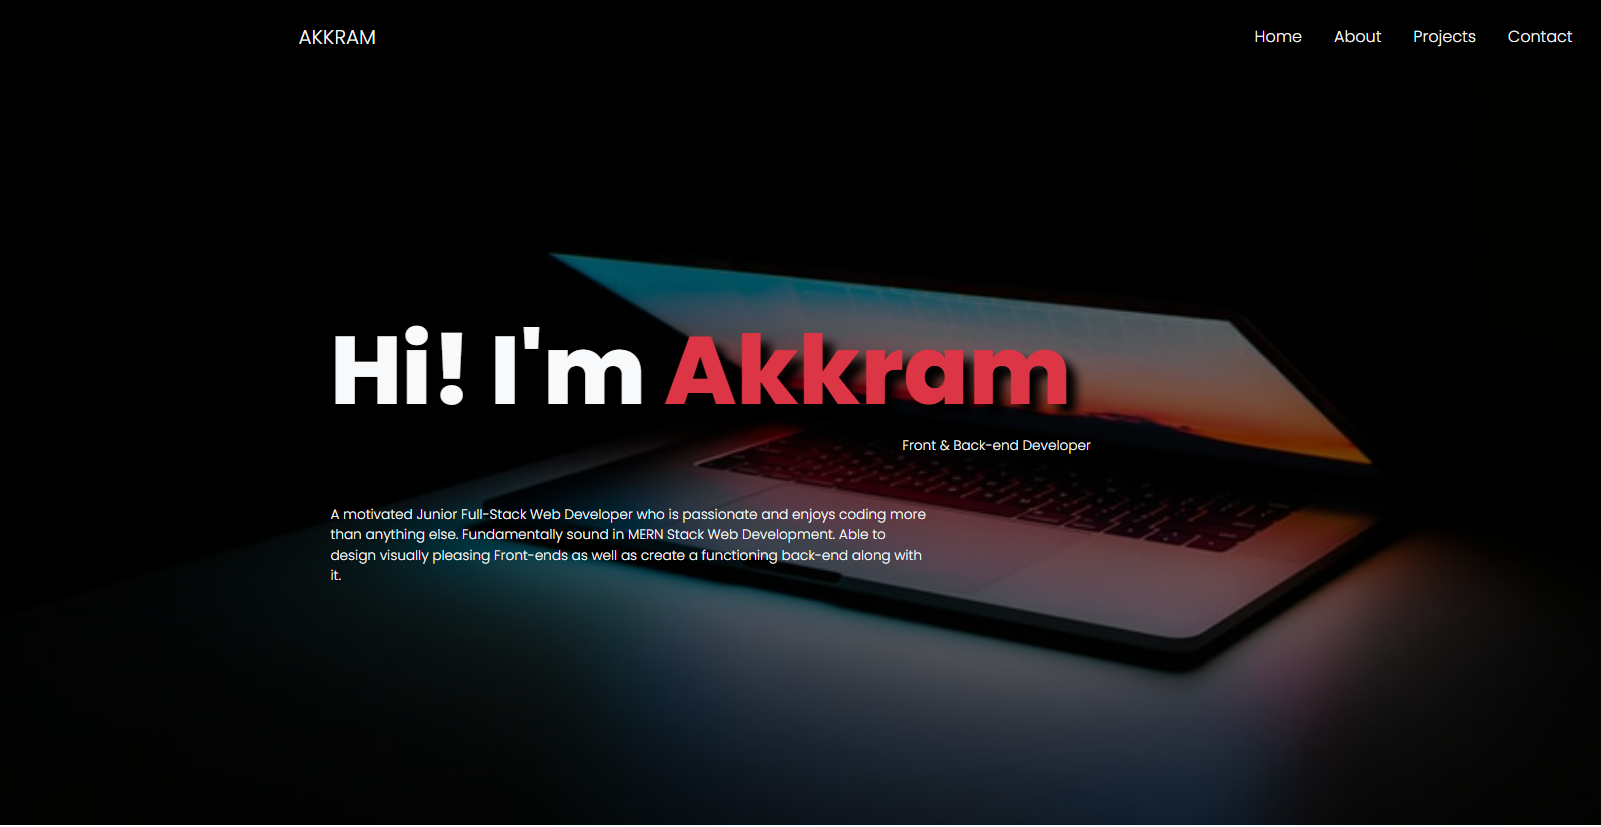 AKKRAM
Home About Projects Contact
Hi! I'm Akkram
Front & Back-end Developer
A motivated Junior Full-Stack Web Developer who is passionate and enjoys coding more
than anything else. Fundamentally sound in MERN Stack Web Development. Able to
design visually pleasing Front-ends as well as create a functioning back-end along with
it.